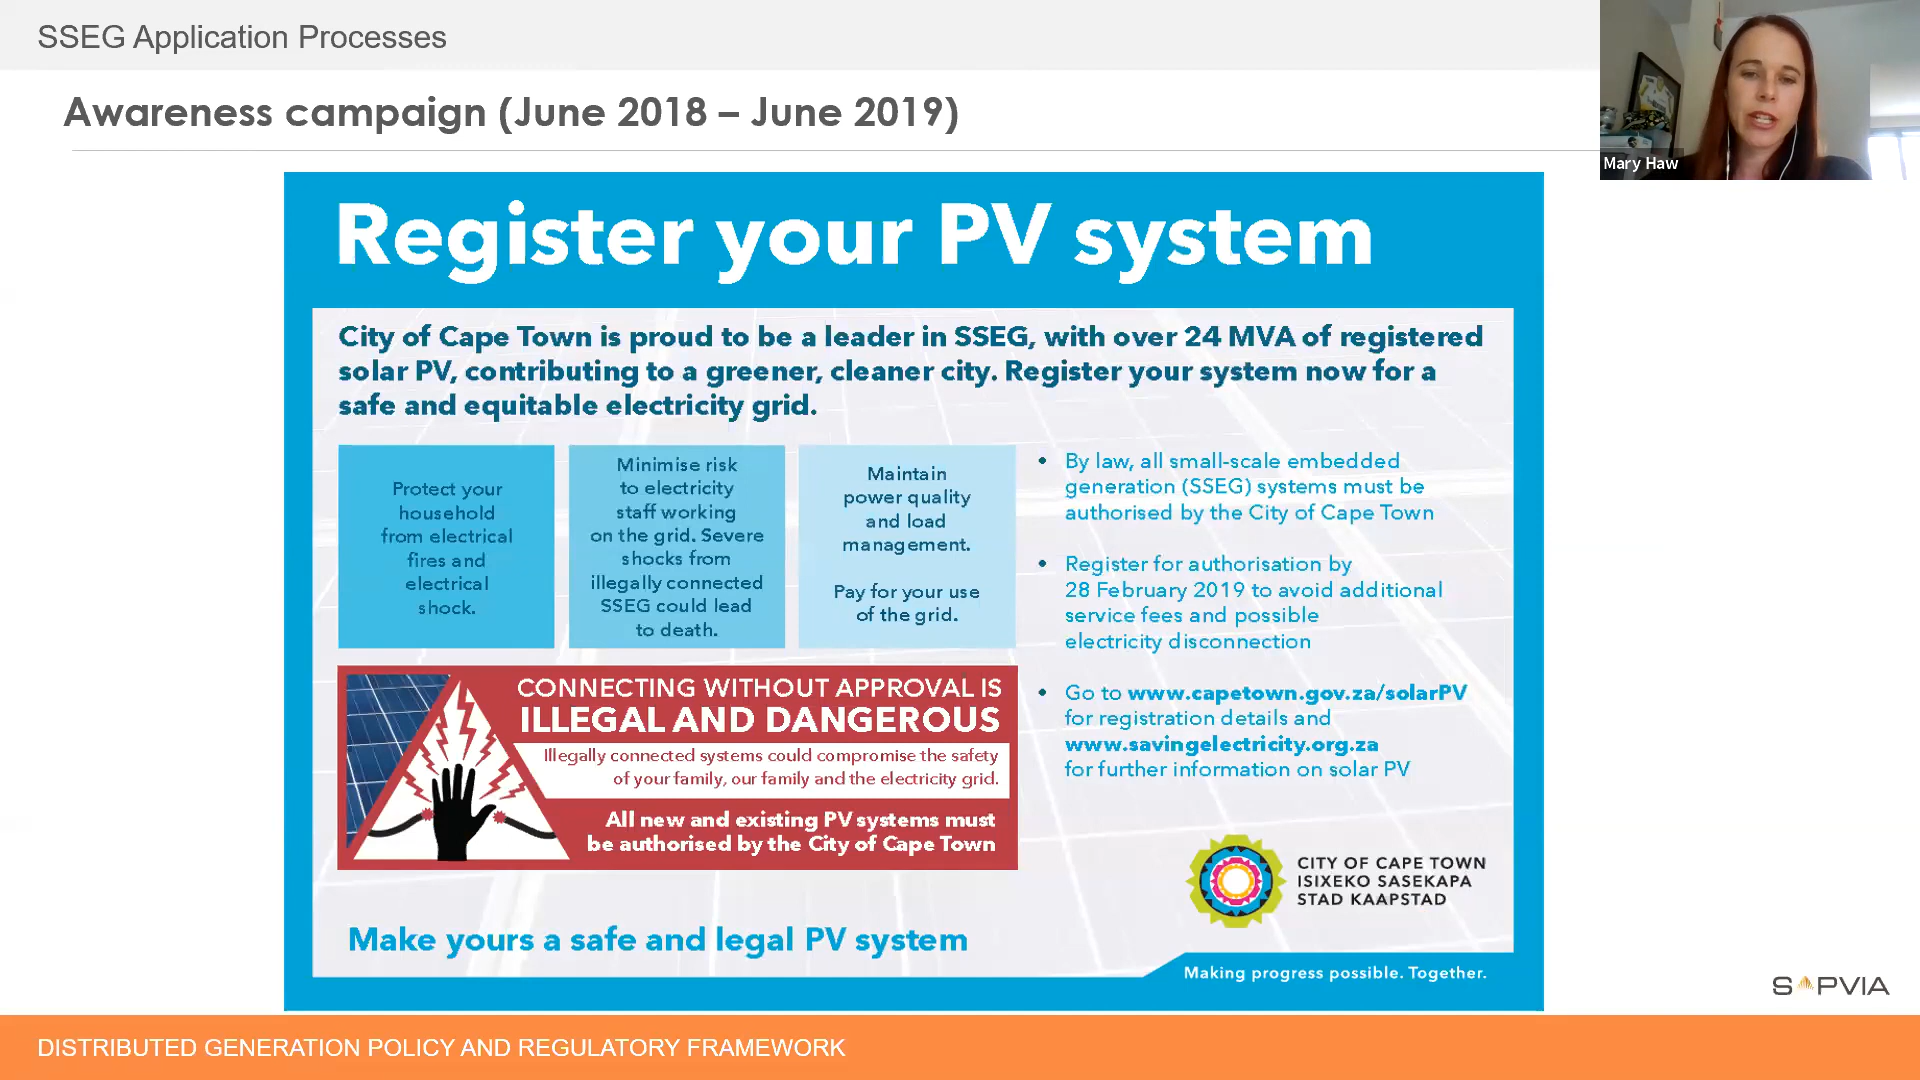 SSEG Application Processes
Awareness campaign (June 2018 – June 2019)
Mary Haw
Register your PV system
City of Cape Town is proud to be a leader in SSEG, with over 24 MVA of registered
solar PV, contributing to a greener, cleaner city. Register your system now for a
safe and equitable electricity grid.
Protect your
household
from electrical
fires and
electrical
shock.
Minimise risk
to electricity
staff working
on the grid. Severe
shocks from
illegally connected
SSEG could lead
to death.
Maintain
power quality
and load
management.
Pay for your use
of the grid.
• By law, all small-scale embedded
generation (SSEG) systems must be
authorised by the City of Cape Town
• Register for authorisation by
28 February 2019 to avoid additional
service fees and possible
electricity disconnection
• Go to www.capetown.gov.za/solarPV
for registration details and
www.savingelectricity.org.za
for further information on solar PV
CONNECTING WITHOUT APPROVAL IS
ILLEGAL AND DANGEROUS
Illegally connected systems could compromise the safety
of your family, our family and the electricity grid.
All new and existing PV systems must
be authorised by the City of Cape Town
CITY OF CAPE TOWN
ISIXEKO SASEKAPA
STAD KAAPSTAD
Make yours a safe and legal PV system
Making progress possible. Together.
SAPVIA
DISTRIBUTED GENERATION POLICY AND REGULATORY FRAMEWORK